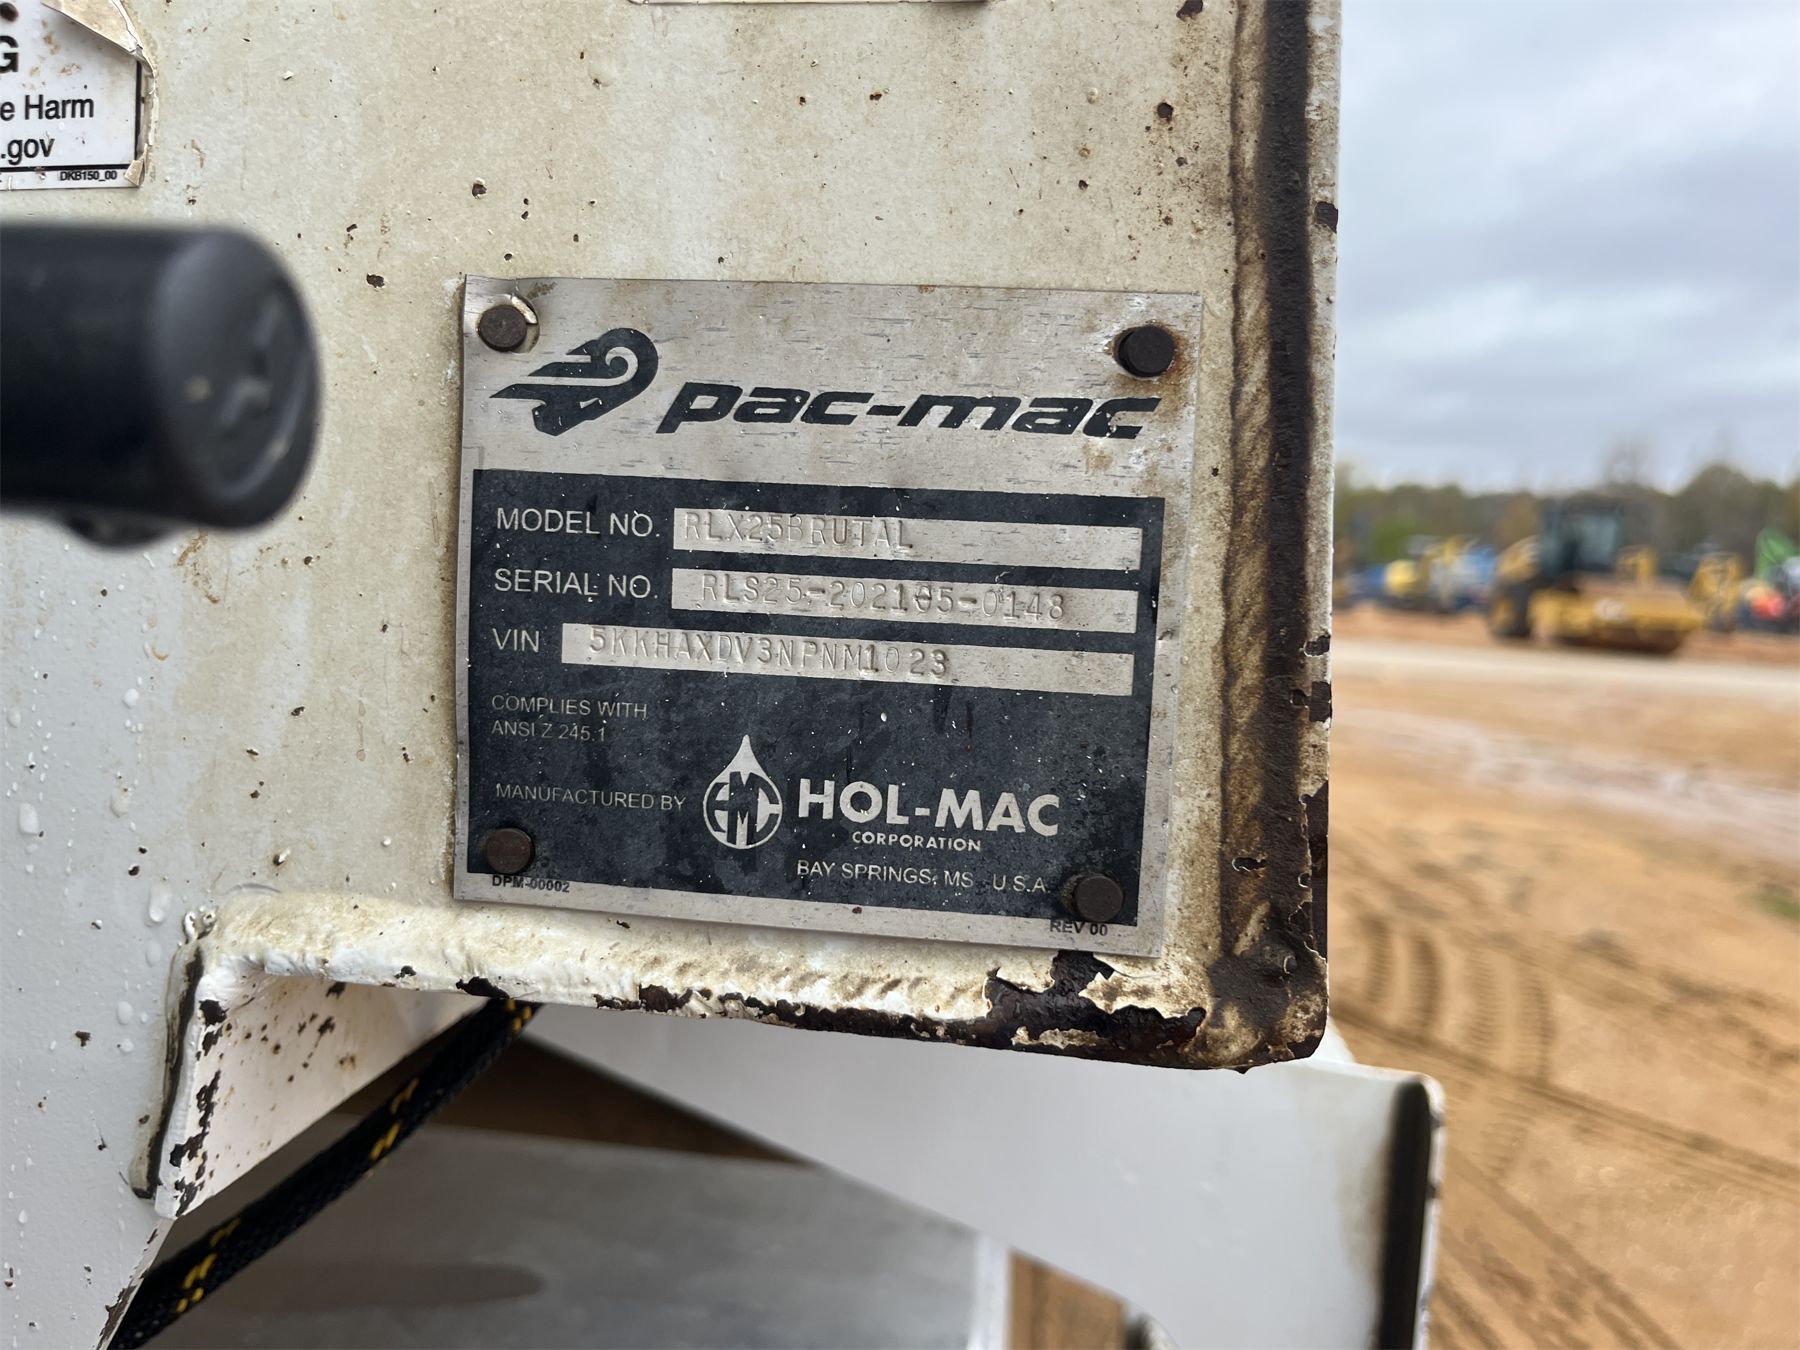 G
e Harm
.gov
DKB150_00
pac-mac
MODEL NO. RLX25BRUTAL
SERIAL NO. RLS25-202105-0148
VIN 5KKHAXDV3NPNM1023
COMPLIES WITH
ANSI Z 245.1
MANUFACTURED BY HMC HOL-MAC
CORPORATION
BAY SPRINGS, MS U.S.A
DPM-00002
REV 00